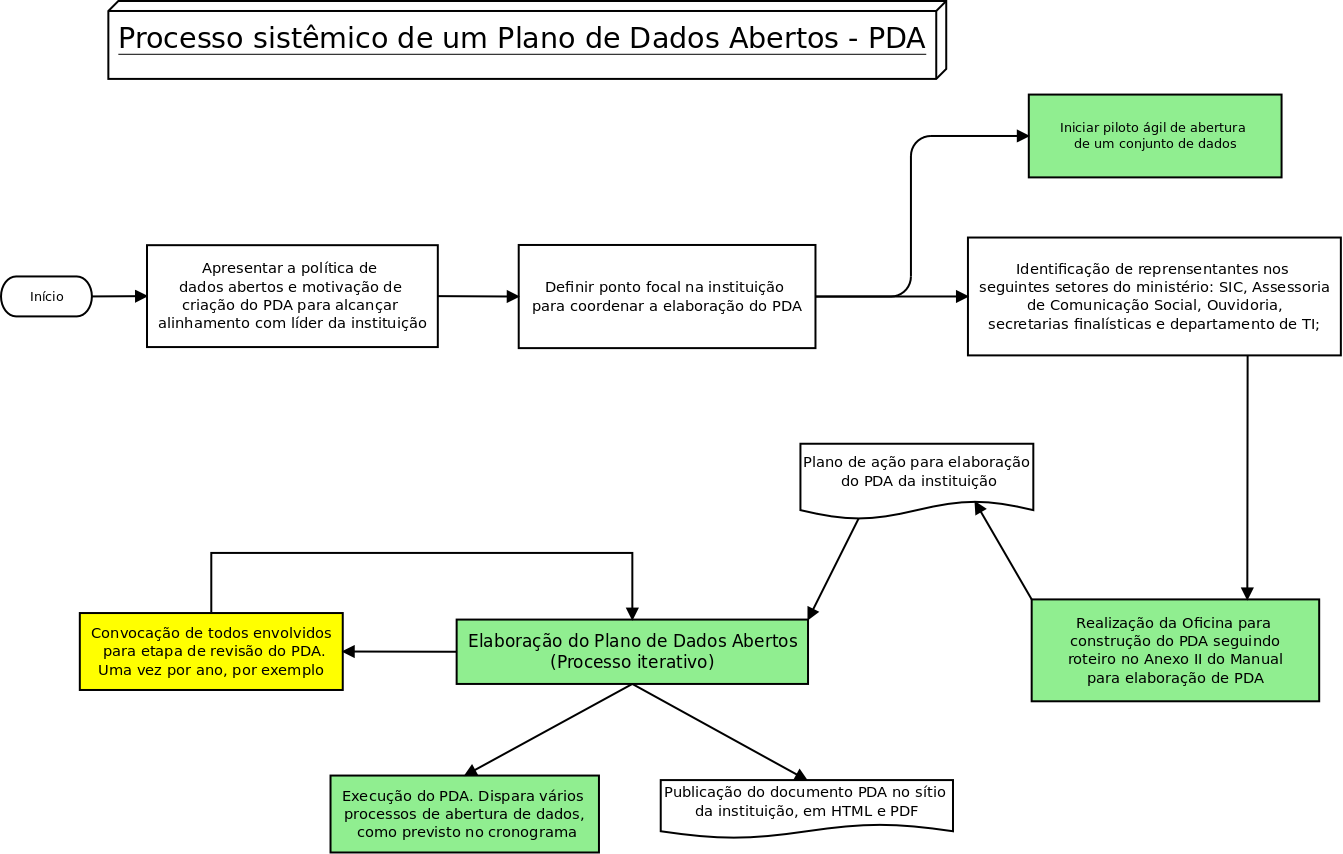 Processo sistêmico de um Plano de Dados Abertos - PDA
Iniciar piloto ágil de abertura
de um conjunto de dados
Início
Apresentar a política de
dados abertos e motivação de
criação do PDA para alcançar
alinhamento com líder da instituição
Definir ponto focal na instituição
para coordenar a elaboração do PDA
Identificação de reprensentantes nos
seguintes setores do ministério: SIC, Assessoria
de Comunicação Social, Ouvidoria,
secretarias finalísticas e departamento de TI;
Plano de ação para elaboração
do PDA da instituição
Convocação de todos envolvidos
para etapa de revisão do PDA.
Uma vez por ano, por exemplo
Elaboração do Plano de Dados Abertos
(Processo iterativo)
Realização da Oficina para
construção do PDA seguindo
roteiro no Anexo II do Manual
para elaboração de PDA
Execução do PDA. Dispara vários
processos de abertura de dados,
como previsto no cronograma
Publicação do documento PDA no sítio
da instituição, em HTML e PDF